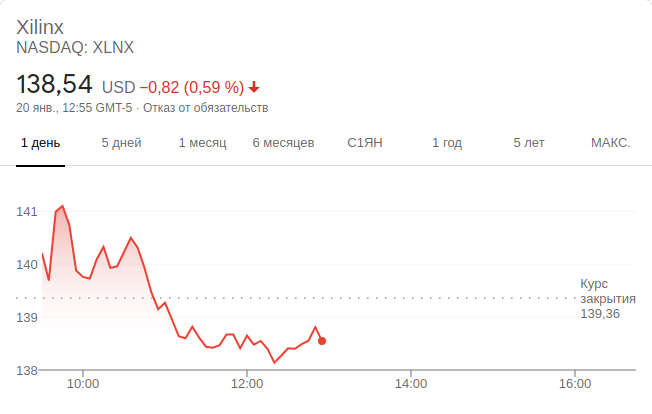 Xilinx
NASDAQ: XLNX
138,54 USD −0,82 (0,59 %)
20 янв., 12:55 GMT-5 · Отказ от обязательств
1 день 5 дней 1 месяц 6 месяцев С1ЯН 1 год 5 лет МАКС.
141
140
Курс
закрытия
139,36
139
138
10:00 12:00 14:00 16:00